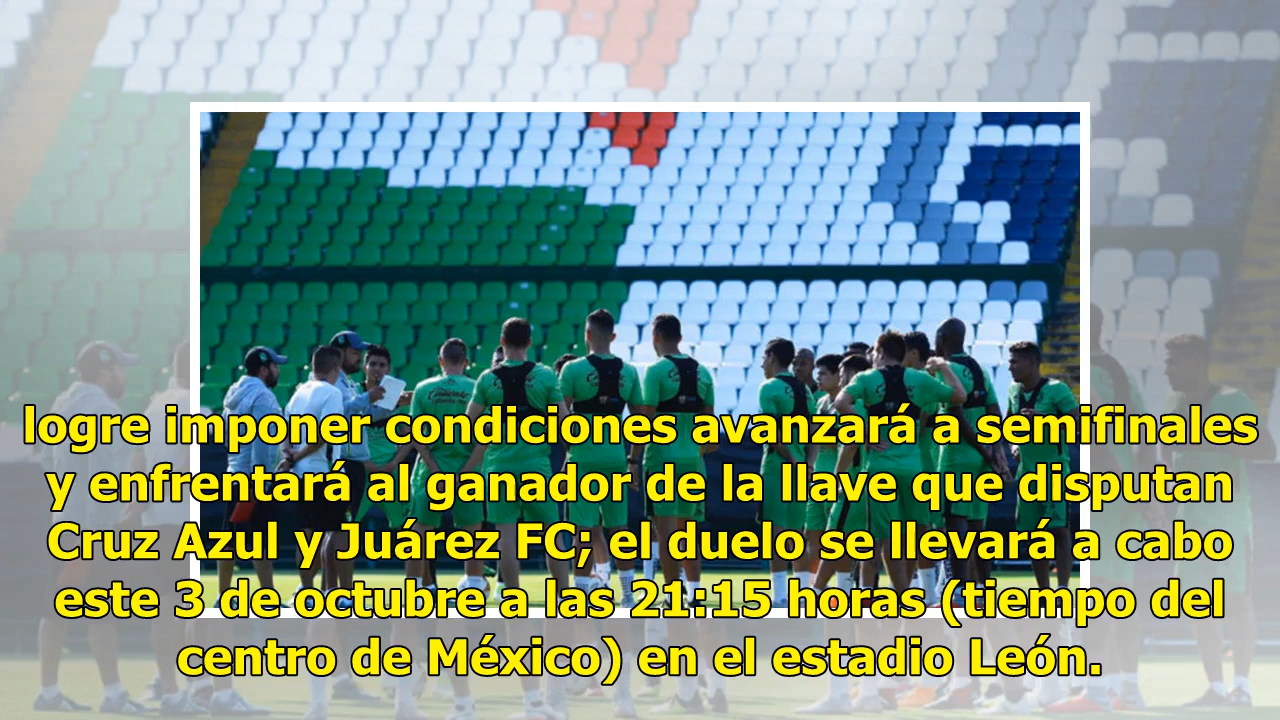 logre imponer condiciones avanzará a semifinales
y enfrentará al ganador de la llave que disputan
Cruz Azul y Juárez FC; el duelo se llevará a cabo
este 3 de octubre a las 21:15 horas (tiempo del
centro de México) en el estadio León.